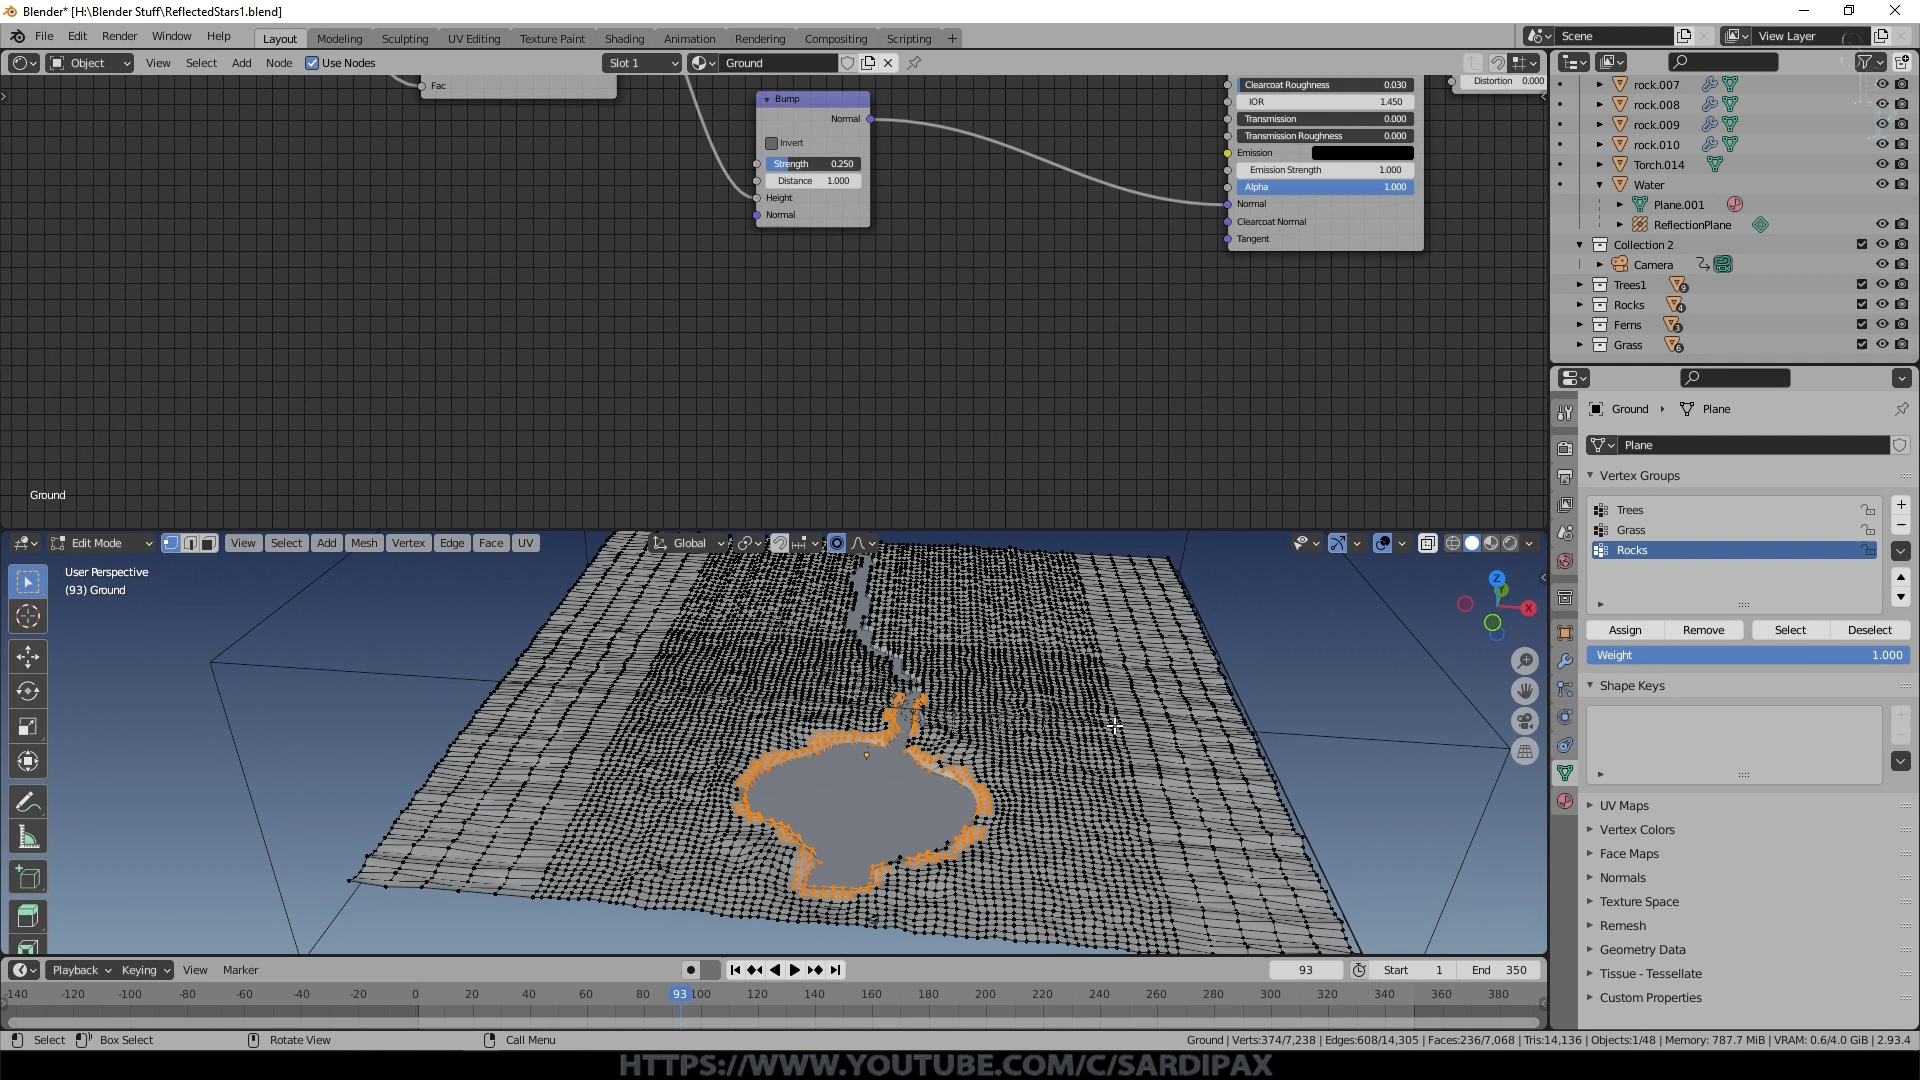 Blender* [H:\Blender Stuff\ReflectedStars1.blend]
File Edit Render Window Help Layout Modeling Sculpting UV Editing Texture Paint Shading Animation Rendering Compositing Scripting + Scene View Layer
Object View Select Add Node Use Nodes Slot 1 Ground
Fac
Bump
Normal
Invert
Strength 0.250
Distance 1.000
Height
Normal
Clearcoat Roughness 0.030
IOR 1.450
Transmission 0.000
Transmission Roughness 0.000
Emission
Emission Strength 1.000
Alpha 1.000
Normal
Clearcoat Normal
Tangent
Distortion 0.000
Ground
rock.007
rock.008
rock.009
rock.010
Torch.014
Water
Plane.001
ReflectionPlane
Collection 2
Camera
Trees1 9
Rocks 4
Ferns 3
Grass 6
Ground Plane
Plane
Vertex Groups
Trees
Grass
Rocks
Assign Remove Select Deselect
Weight 1.000
Shape Keys
UV Maps
Vertex Colors
Face Maps
Normals
Texture Space
Remesh
Geometry Data
Tissue - Tessellate
Custom Properties
Edit Mode View Select Add Mesh Vertex Edge Face UV Global
User Perspective
(93) Ground
Z
Y
X
Playback Keying View Marker 93 Start 1 End 350
-140 -120 -100 -80 -60 -40 -20 0 20 40 60 80 93 100 120 140 160 180 200 220 240 260 280 300 320 340 360 380
Select Box Select Rotate View Call Menu Ground | Verts:374/7,238 | Edges:608/14,305 | Faces:236/7,068 | Tris:14,136 | Objects:1/48 | Memory: 787.7 MiB | VRAM: 0.6/4.0 GiB | 2.93.4
HTTPS://WWW.YOUTUBE.COM/C/SARDIPAX